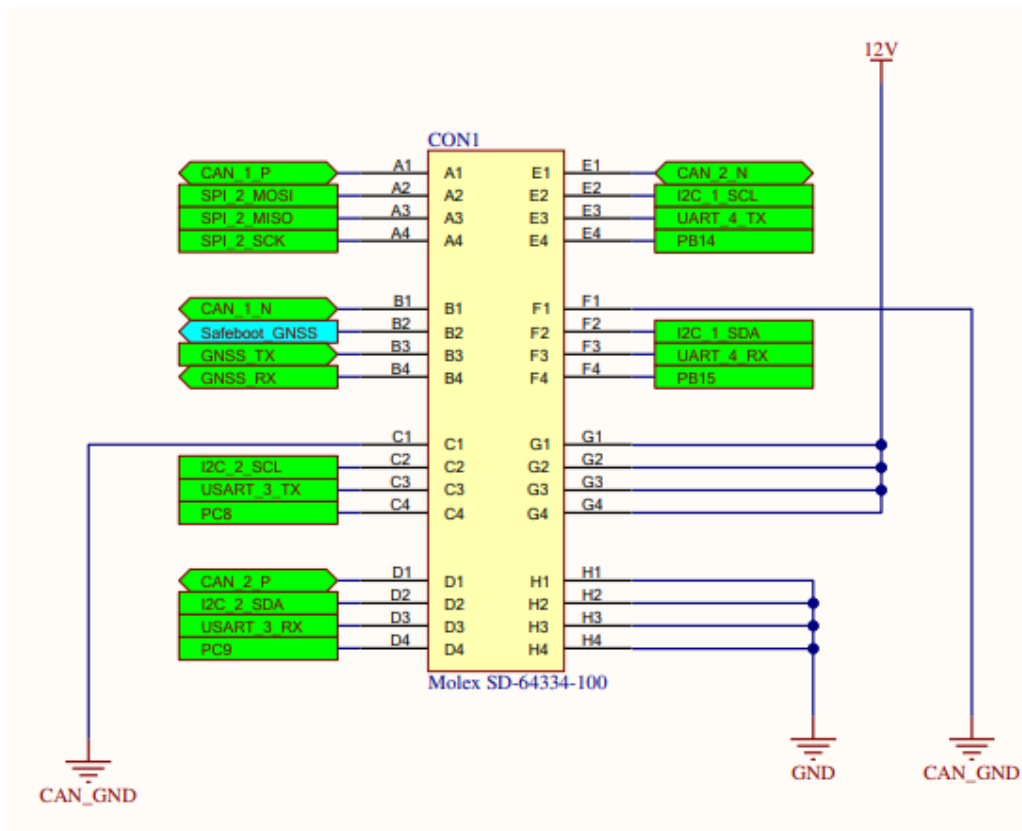 12V
CON1
CAN_1_P A1 A1 E1 E1 CAN_2_N
SPI_2_MOSI A2 A2 E2 E2 I2C_1_SCL
SPI_2_MISO A3 A3 E3 E3 UART_4_TX
SPI_2_SCK A4 A4 E4 E4 PB14
CAN_1_N B1 B1 F1 F1
Safeboot_GNSS B2 B2 F2 F2 I2C_1_SDA
GNSS_TX B3 B3 F3 F3 UART_4_RX
GNSS_RX B4 B4 F4 F4 PB15
C1 C1 G1 G1
I2C_2_SCL C2 C2 G2 G2
USART_3_TX C3 C3 G3 G3
PC8 C4 C4 G4 G4
CAN_2_P D1 D1 H1 H1
I2C_2_SDA D2 D2 H2 H2
USART_3_RX D3 D3 H3 H3
PC9 D4 D4 H4 H4
Molex SD-64334-100
GND CAN_GND
CAN_GND